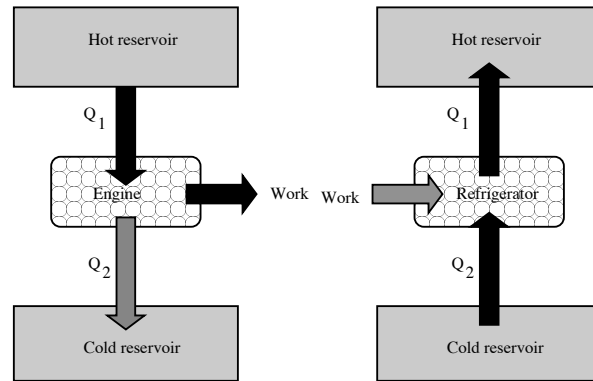 Hot reservoir
Q1
Engine
Work
Q2
Cold reservoir
Hot reservoir
Q1
Work
Refrigerator
Q2
Cold reservoir